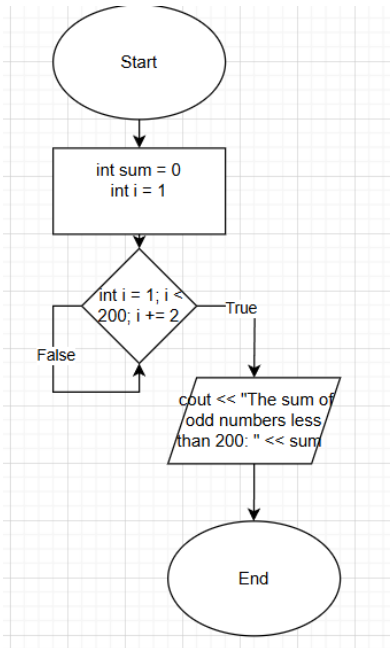 Start
int sum = 0
int i = 1
int i = 1; i <
200; i += 2
True
False
cout << "The sum of
odd numbers less
than 200: " << sum
End